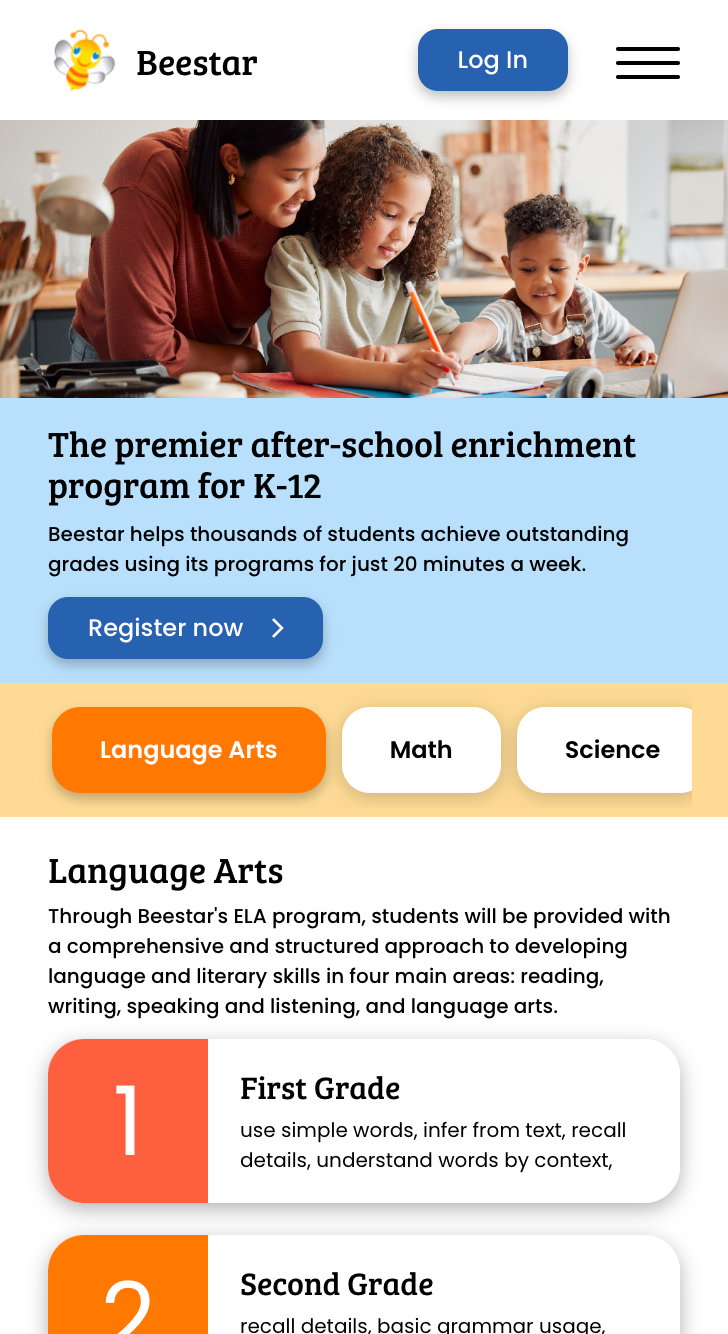 Beestar
Log In
The premier after-school enrichment
program for K-12
Beestar helps thousands of students achieve outstanding
grades using its programs for just 20 minutes a week.
Register now
Language Arts
Math
Science
Language Arts
Through Beestar's ELA program, students will be provided with
a comprehensive and structured approach to developing
language and literary skills in four main areas: reading,
writing, speaking and listening, and language arts.
1
First Grade
use simple words, infer from text, recall
details, understand words by context,
2
Second Grade
recall details, basic grammar usage,